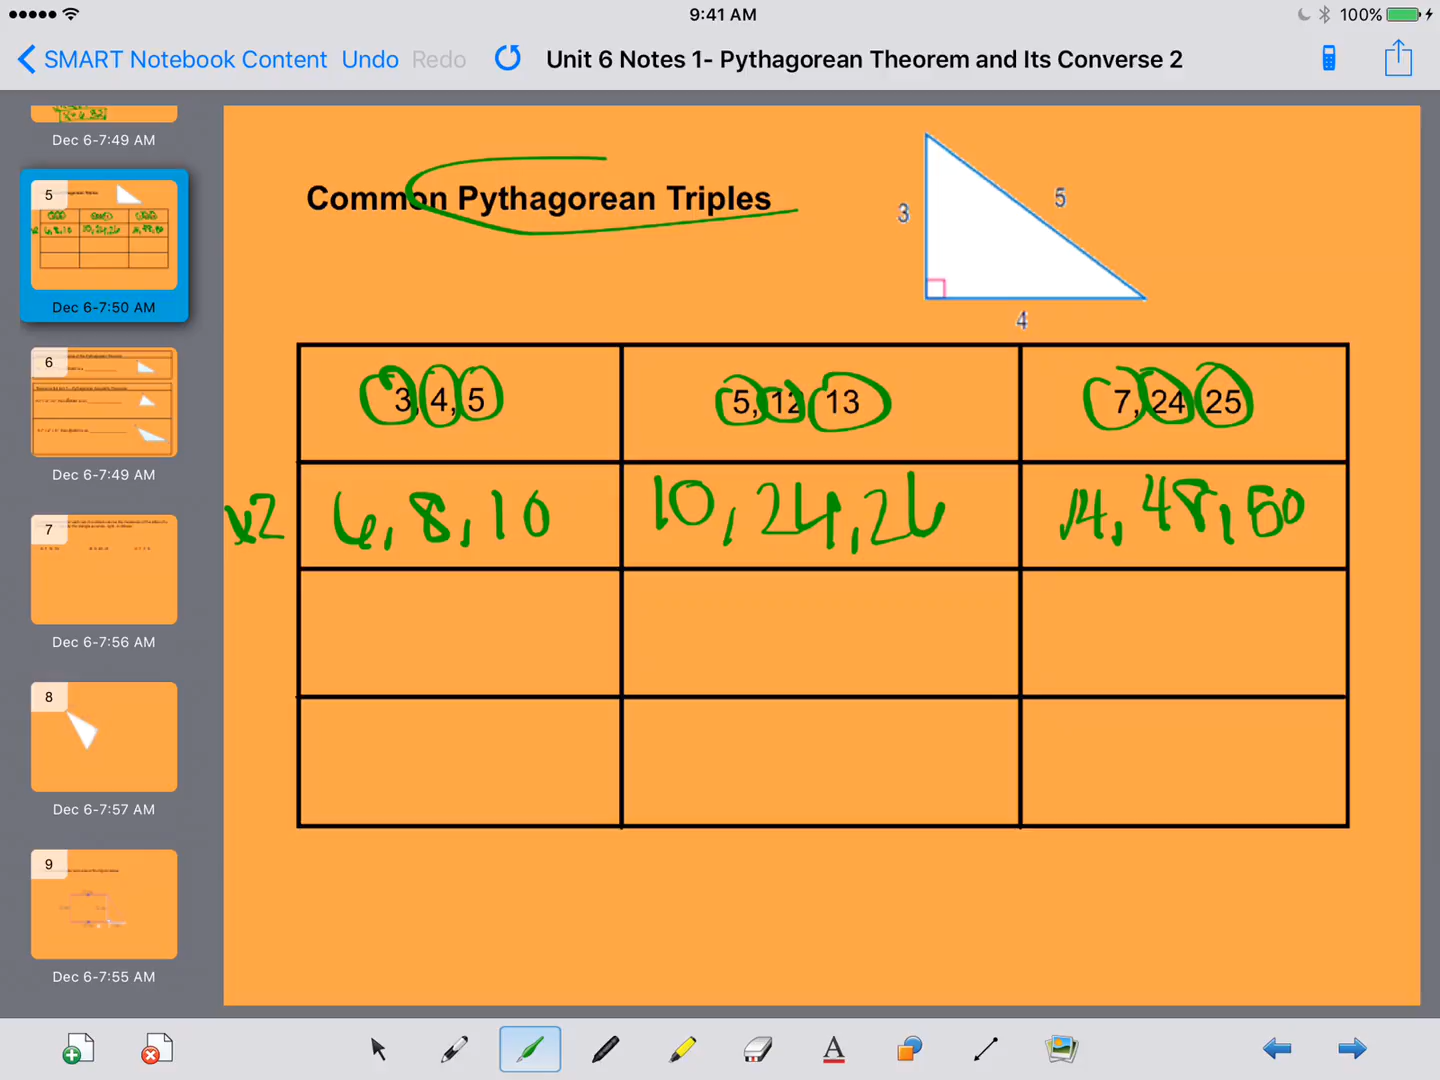 9:41 AM
100%
SMART Notebook Content Undo Redo Unit 6 Notes 1- Pythagorean Theorem and Its Converse 2
Dec 6-7:49 AM
5
Dec 6-7:50 AM
6
Dec 6-7:49 AM
7
Dec 6-7:56 AM
8
Dec 6-7:57 AM
9
Dec 6-7:55 AM
Common Pythagorean Triples
3
5
4
3, 4, 5
5, 12 13
7, 24 25
x2 6, 8, 10
10, 24, 26
14, 48, 50
A